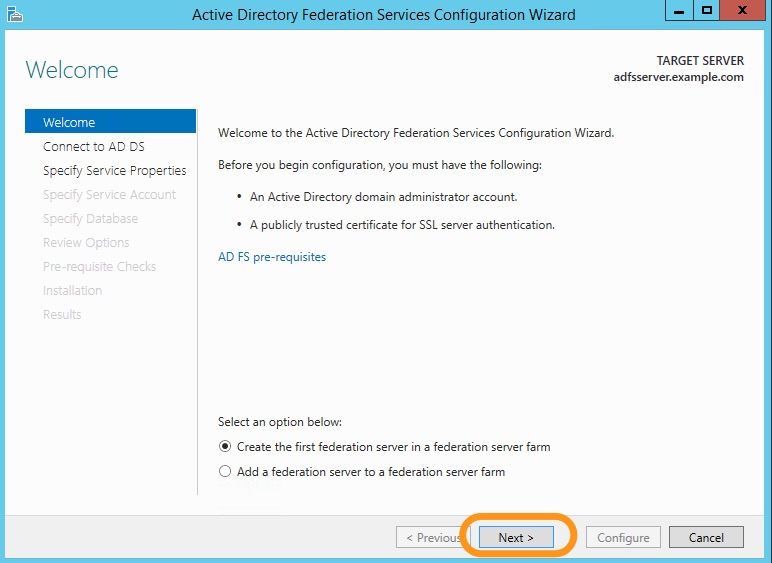 Active Directory Federation Services Configuration Wizard
Welcome
TARGET SERVER
adfsserver.example.com
Welcome
Connect to AD DS
Specify Service Properties
Specify Service Account
Specify Database
Review Options
Pre-requisite Checks
Installation
Results
Welcome to the Active Directory Federation Services Configuration Wizard.
Before you begin configuration, you must have the following:
• An Active Directory domain administrator account.
• A publicly trusted certificate for SSL server authentication.
AD FS pre-requisites
Select an option below:
Create the first federation server in a federation server farm
Add a federation server to a federation server farm
< Previous
Next >
Configure
Cancel